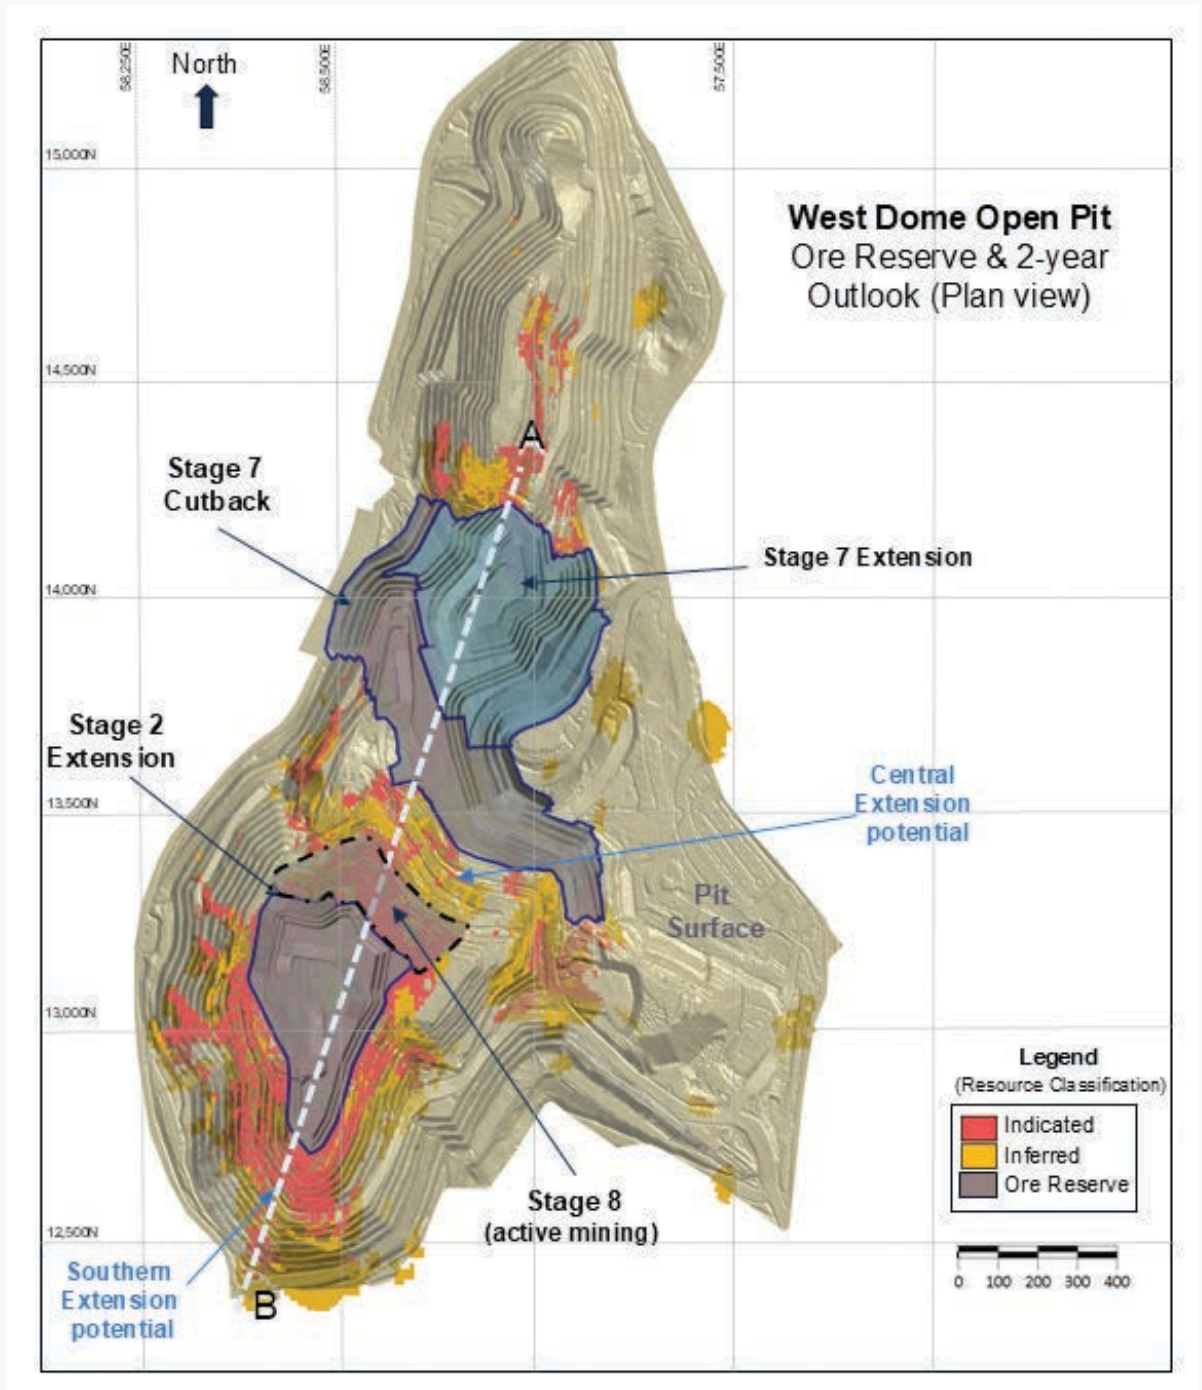 58,250E
58,500E
57,500E
North
15,000N
West Dome Open Pit
Ore Reserve & 2-year
Outlook (Plan view)
14,500N
A
Stage 7
Cutback
Stage 7 Extension
14,000N
Stage 2
Extension
Central
Extension
potential
13,500N
Pit
Surface
13,000N
Legend
(Resource Classification)
Indicated
Inferred
Ore Reserve
Stage 8
(active mining)
12,500N
Southern
Extension
potential
B
0 100 200 300 400